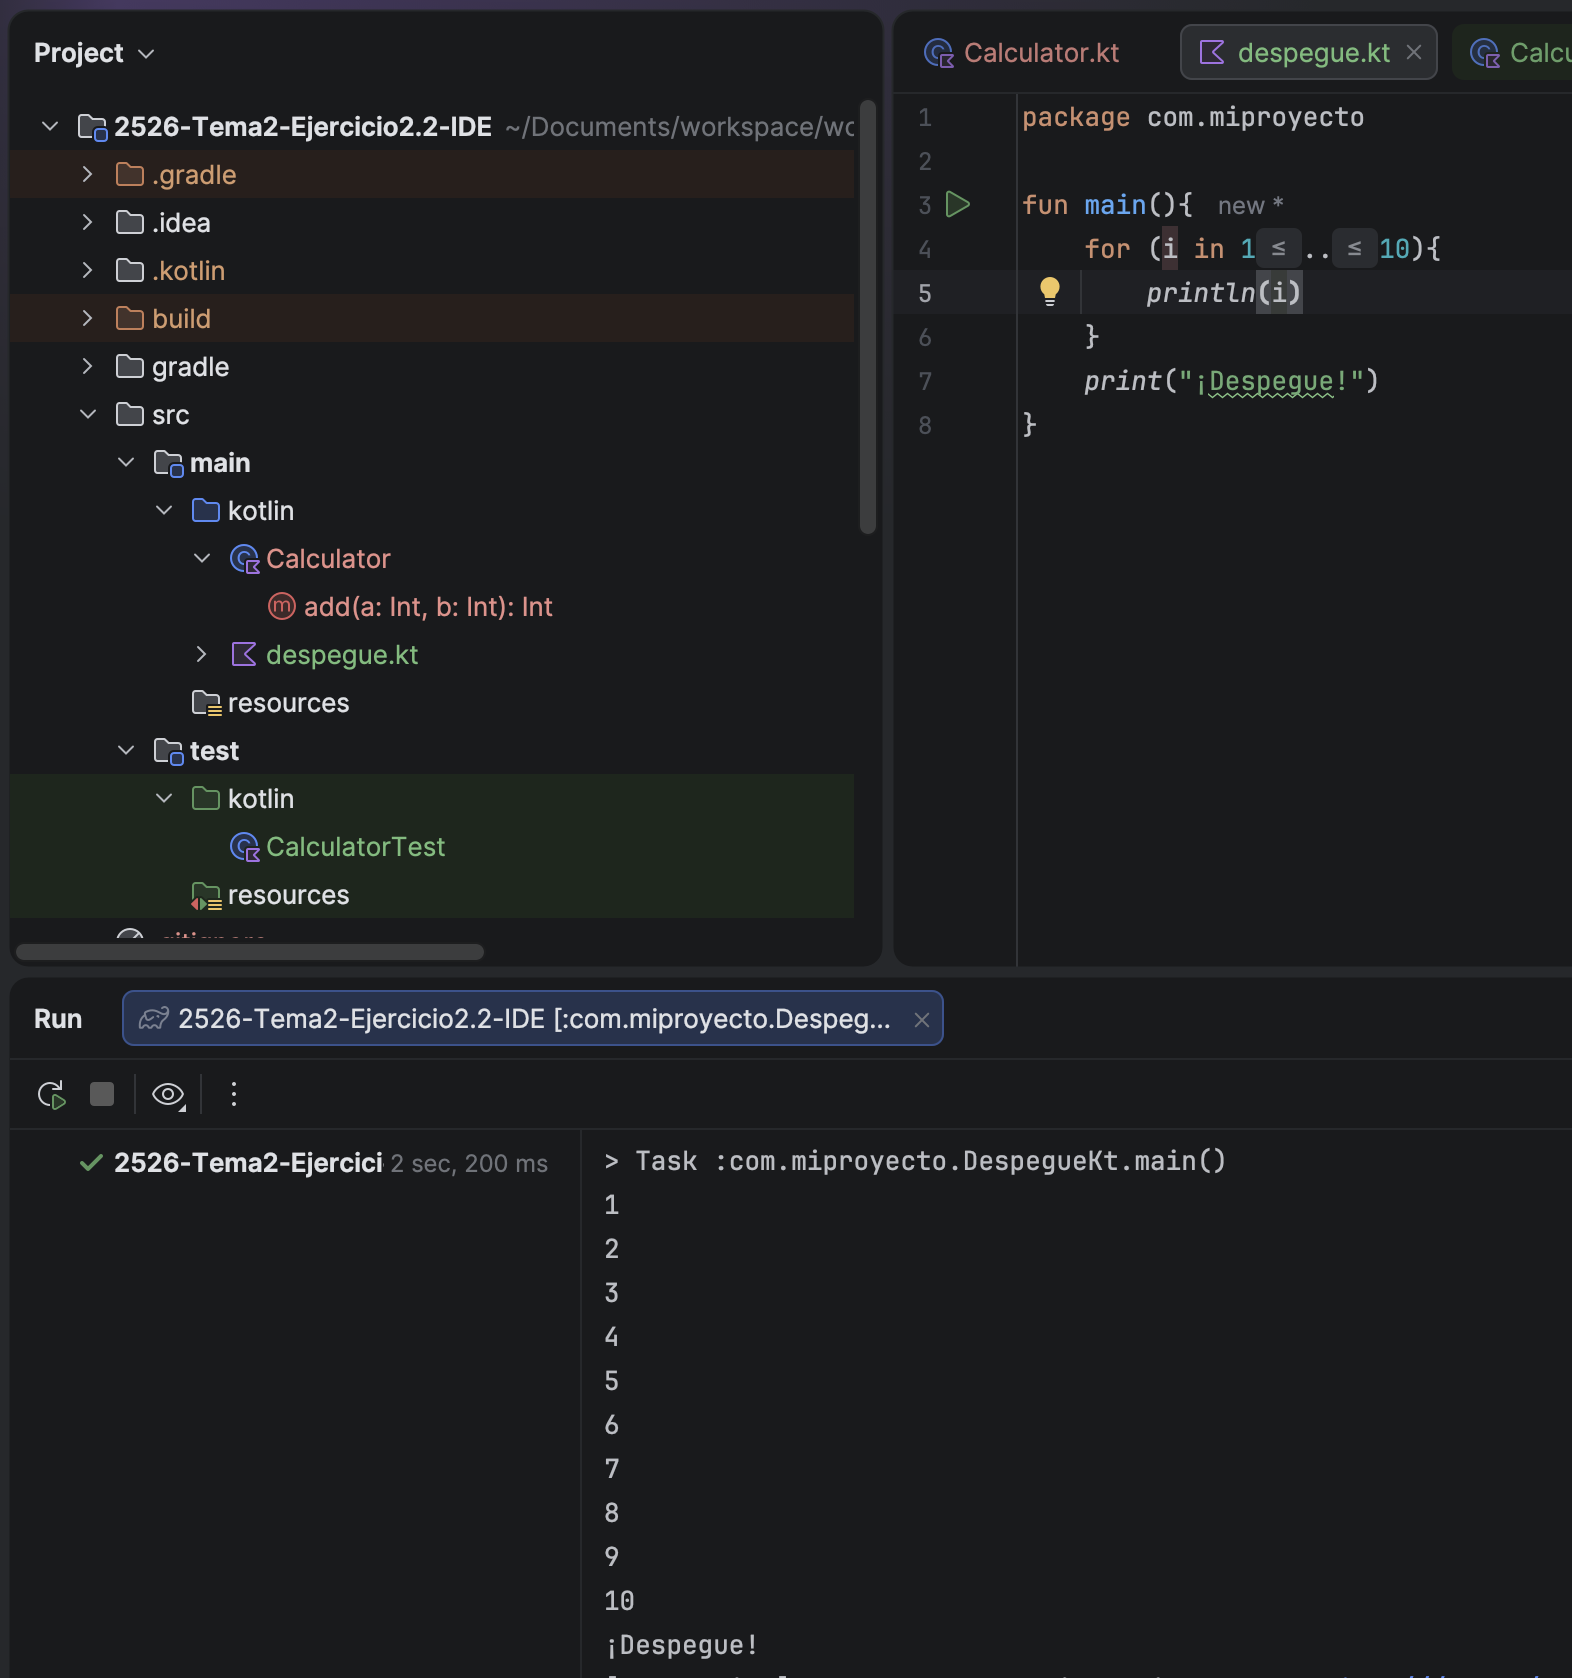 Project
2526-Tema2-Ejercicio2.2-IDE ~/Documents/workspace/wo
.gradle
.idea
.kotlin
build
gradle
src
main
kotlin
Calculator
add(a: Int, b: Int): Int
despegue.kt
resources
test
kotlin
CalculatorTest
resources
Calculator.kt despegue.kt Calcu
1 package com.miproyecto
2
3 fun main(){ new *
4 for (i in 1 ≤ .. ≤ 10){
5 println(i)
6 }
7 print("¡Despegue!")
8 }
Run 2526-Tema2-Ejercicio2.2-IDE [:com.miproyecto.Despeg...
2526-Tema2-Ejercici 2 sec, 200 ms
> Task :com.miproyecto.DespegueKt.main()
1
2
3
4
5
6
7
8
9
10
¡Despegue!